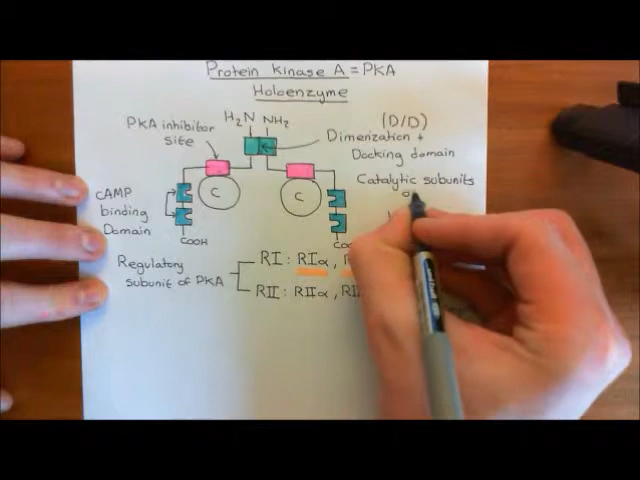 Protein kinase A = PKA
Holoenzyme
H₂N NH₂
(D/D)
PKA inhibitor
site
Dimerization +
Docking domain
Catalytic subunits
C
C
cAMP
binding
Domain
COOH
Regulatory
subunit of PKA
RI : RIα,
RII : RIIα,